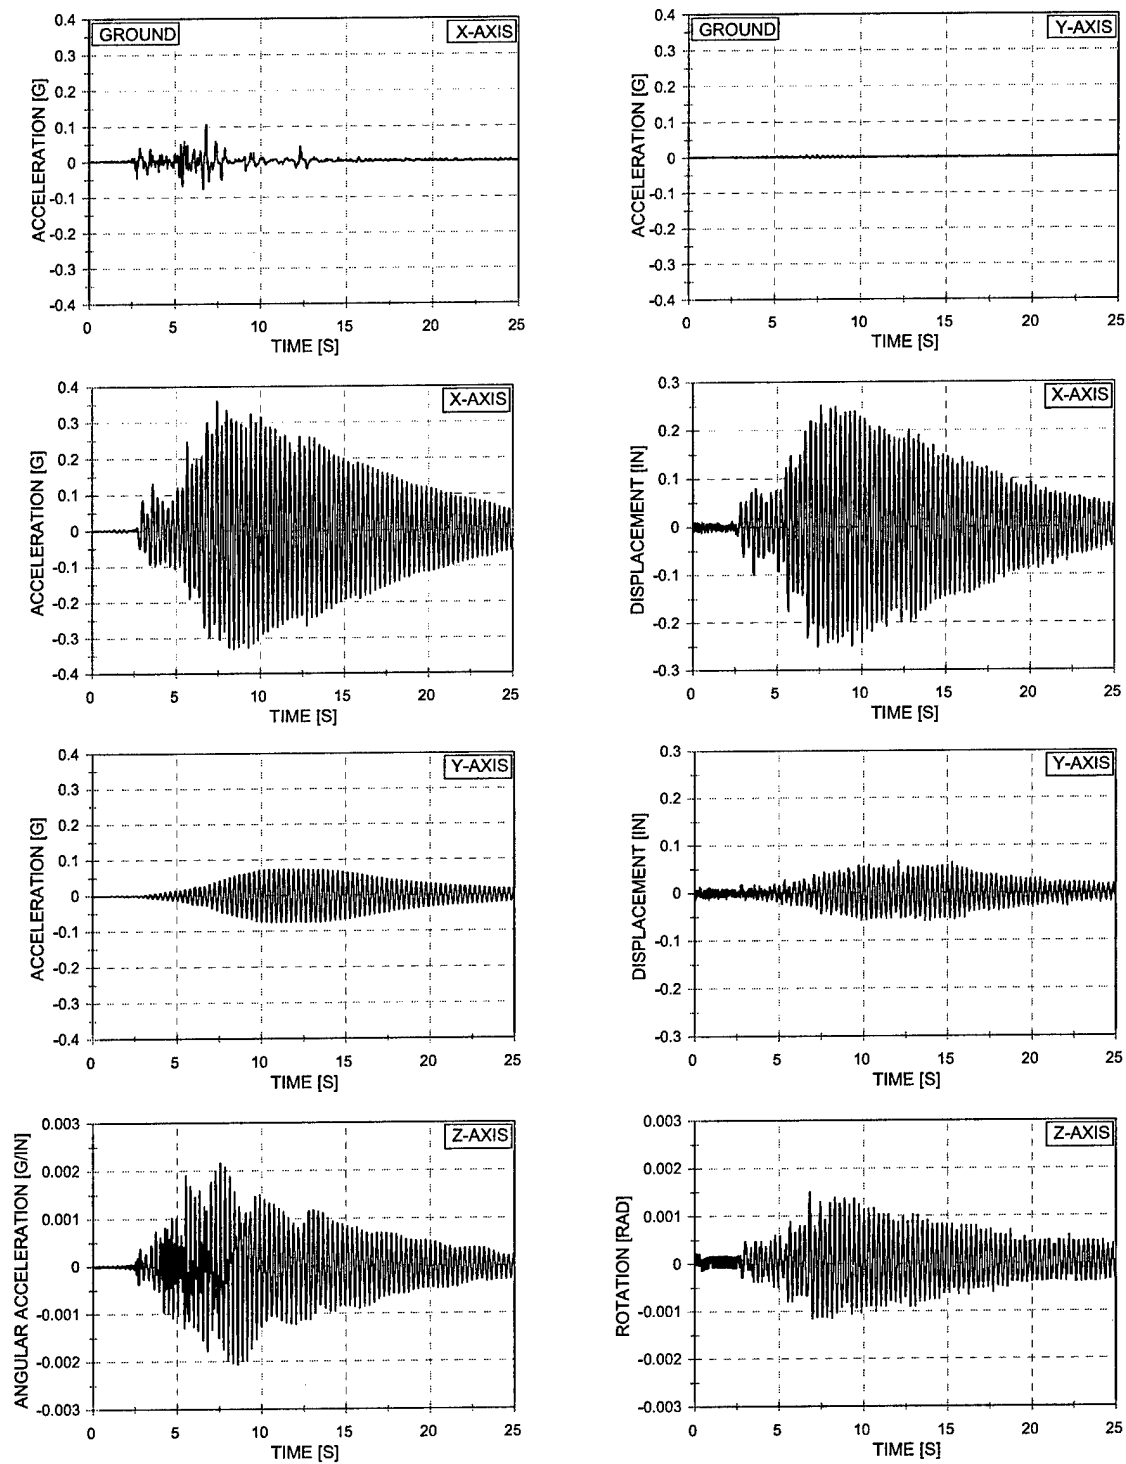 GROUND
X-AXIS
ACCELERATION [G]
0.4
0.3
0.2
0.1
0
-0.1
-0.2
-0.3
-0.4
0 5 10 15 20 25
TIME [S]
GROUND
Y-AXIS
ACCELERATION [G]
0.4
0.3
0.2
0.1
0
-0.1
-0.2
-0.3
-0.4
0 5 10 15 20 25
TIME [S]
X-AXIS
ACCELERATION [G]
0.4
0.3
0.2
0.1
0
-0.1
-0.2
-0.3
-0.4
0 5 10 15 20 25
TIME [S]
X-AXIS
DISPLACEMENT [IN]
0.3
0.2
0.1
0
-0.1
-0.2
-0.3
0 5 10 15 20 25
TIME [S]
Y-AXIS
ACCELERATION [G]
0.4
0.3
0.2
0.1
0
-0.1
-0.2
-0.3
-0.4
0 5 10 15 20 25
TIME [S]
Y-AXIS
DISPLACEMENT [IN]
0.3
0.2
0.1
0
-0.1
0.2
-0.3
0 5 10 15 20 25
TIME [S]
Z-AXIS
ANGULAR ACCELERATION [G/IN]
0.003
0.002
0.001
0
-0.001
-0.002
-0.003
0 5 10 15 20 25
TIME [S]
Z-AXIS
ROTATION [RAD]
0.003
0.002
0.001
0
-0.001
-0.002
-0.003
0 5 10 15 20 25
TIME [S]